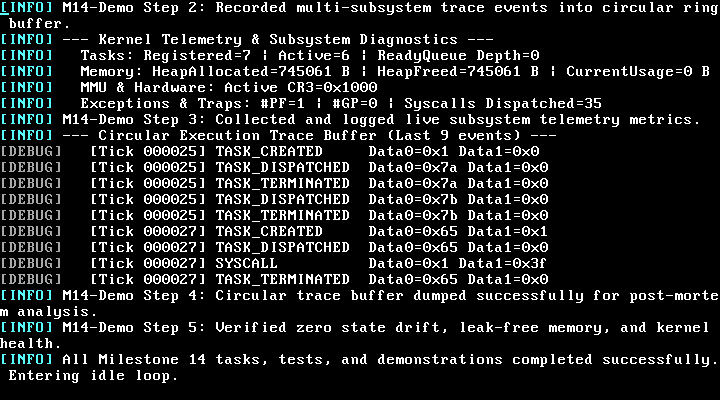 [INFO] M14-Demo Step 2: Recorded multi-subsystem trace events into circular ring
 buffer.
[INFO] --- Kernel Telemetry & Subsystem Diagnostics ---
[INFO]   Tasks: Registered=7 | Active=6 | ReadyQueue Depth=0
[INFO]   Memory: HeapAllocated=745061 B | HeapFreed=745061 B | CurrentUsage=0 B
[INFO]   MMU & Hardware: Active CR3=0x1000
[INFO]   Exceptions & Traps: #PF=1 | #GP=0 | Syscalls Dispatched=35
[INFO] M14-Demo Step 3: Collected and logged live subsystem telemetry metrics.
[INFO] --- Circular Execution Trace Buffer (Last 9 events) ---
[DEBUG]   [Tick 000025] TASK_CREATED     Data0=0x1 Data1=0x0
[DEBUG]   [Tick 000025] TASK_DISPATCHED  Data0=0x7a Data1=0x0
[DEBUG]   [Tick 000025] TASK_TERMINATED  Data0=0x7a Data1=0x0
[DEBUG]   [Tick 000025] TASK_DISPATCHED  Data0=0x7b Data1=0x0
[DEBUG]   [Tick 000025] TASK_TERMINATED  Data0=0x7b Data1=0x0
[DEBUG]   [Tick 000027] TASK_CREATED     Data0=0x65 Data1=0x1
[DEBUG]   [Tick 000027] TASK_DISPATCHED  Data0=0x65 Data1=0x0
[DEBUG]   [Tick 000027] SYSCALL          Data0=0x1 Data1=0x3f
[DEBUG]   [Tick 000027] TASK_TERMINATED  Data0=0x65 Data1=0x0
[INFO] M14-Demo Step 4: Circular trace buffer dumped successfully for post-morte
m analysis.
[INFO] M14-Demo Step 5: Verified zero state drift, leak-free memory, and kernel
health.
[INFO] All Milestone 14 tasks, tests, and demonstrations completed successfully.
 Entering idle loop.